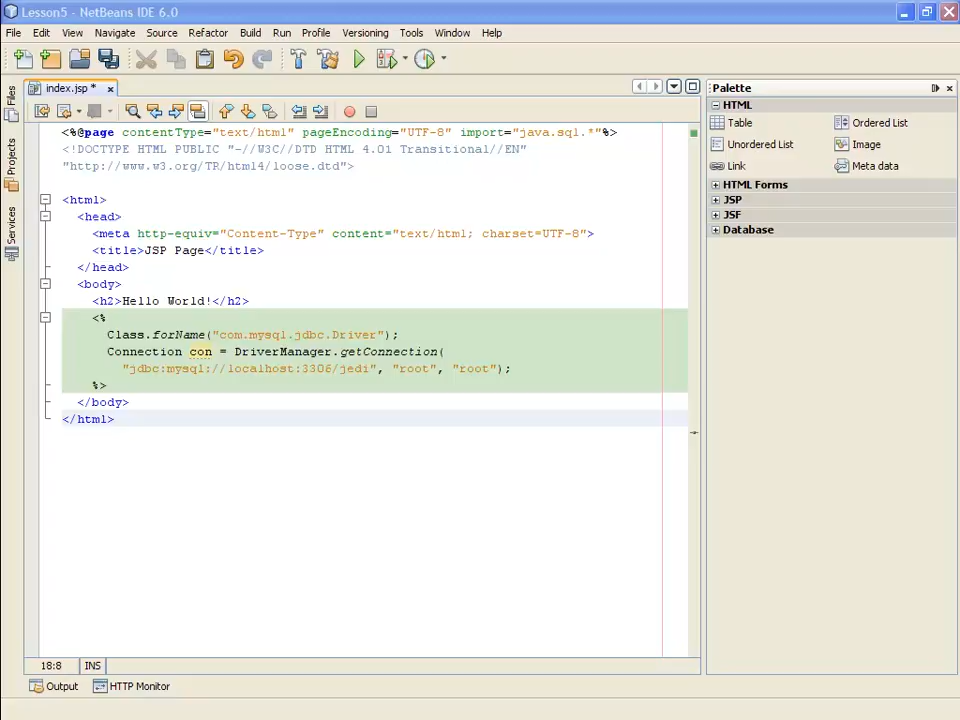 Lesson5 - NetBeans IDE 6.0
File Edit View Navigate Source Refactor Build Run Profile Versioning Tools Window Help
index.jsp *
Files
Projects
Services
<%@page contentType="text/html" pageEncoding="UTF-8" import="java.sql.*"%>
<!DOCTYPE HTML PUBLIC "-//W3C//DTD HTML 4.01 Transitional//EN"
"http://www.w3.org/TR/html4/loose.dtd">
<html>
<head>
<meta http-equiv="Content-Type" content="text/html; charset=UTF-8">
<title>JSP Page</title>
</head>
<body>
<h2>Hello World!</h2>
<%
Class.forName("com.mysql.jdbc.Driver");
Connection con = DriverManager.getConnection(
"jdbc:mysql://localhost:3306/jedi", "root", "root");
%>
</body>
</html>
18:8 INS
Output HTTP Monitor
Palette
HTML
Table Ordered List
Unordered List Image
Link Meta data
HTML Forms
JSP
JSF
Database